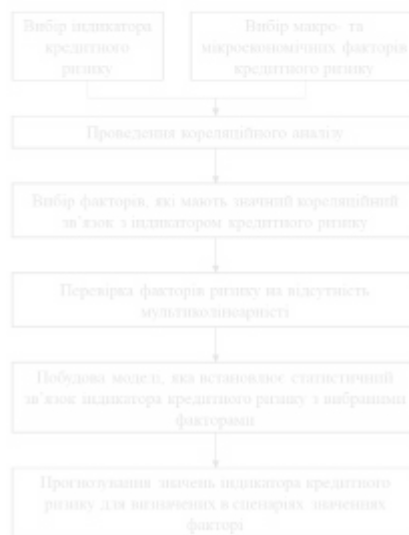 Вибір індикатора
кредитного
ризику
Вибір макро- та
мікроекономічних факторів
кредитного ризику
Проведення кореляційного аналізу
Вибір факторів, які мають значний кореляційний
зв’язок з індикатором кредитного ризику
Перевірка факторів ризику на відсутність
мультиколінеарністі
Побудова моделі, яка встановлює статистичний
зв’язок індикатора кредитного ризику з вибраними
факторами
Прогнозування значень індикатора кредитного
ризику для визначених в сценаріях значеннях
факторі